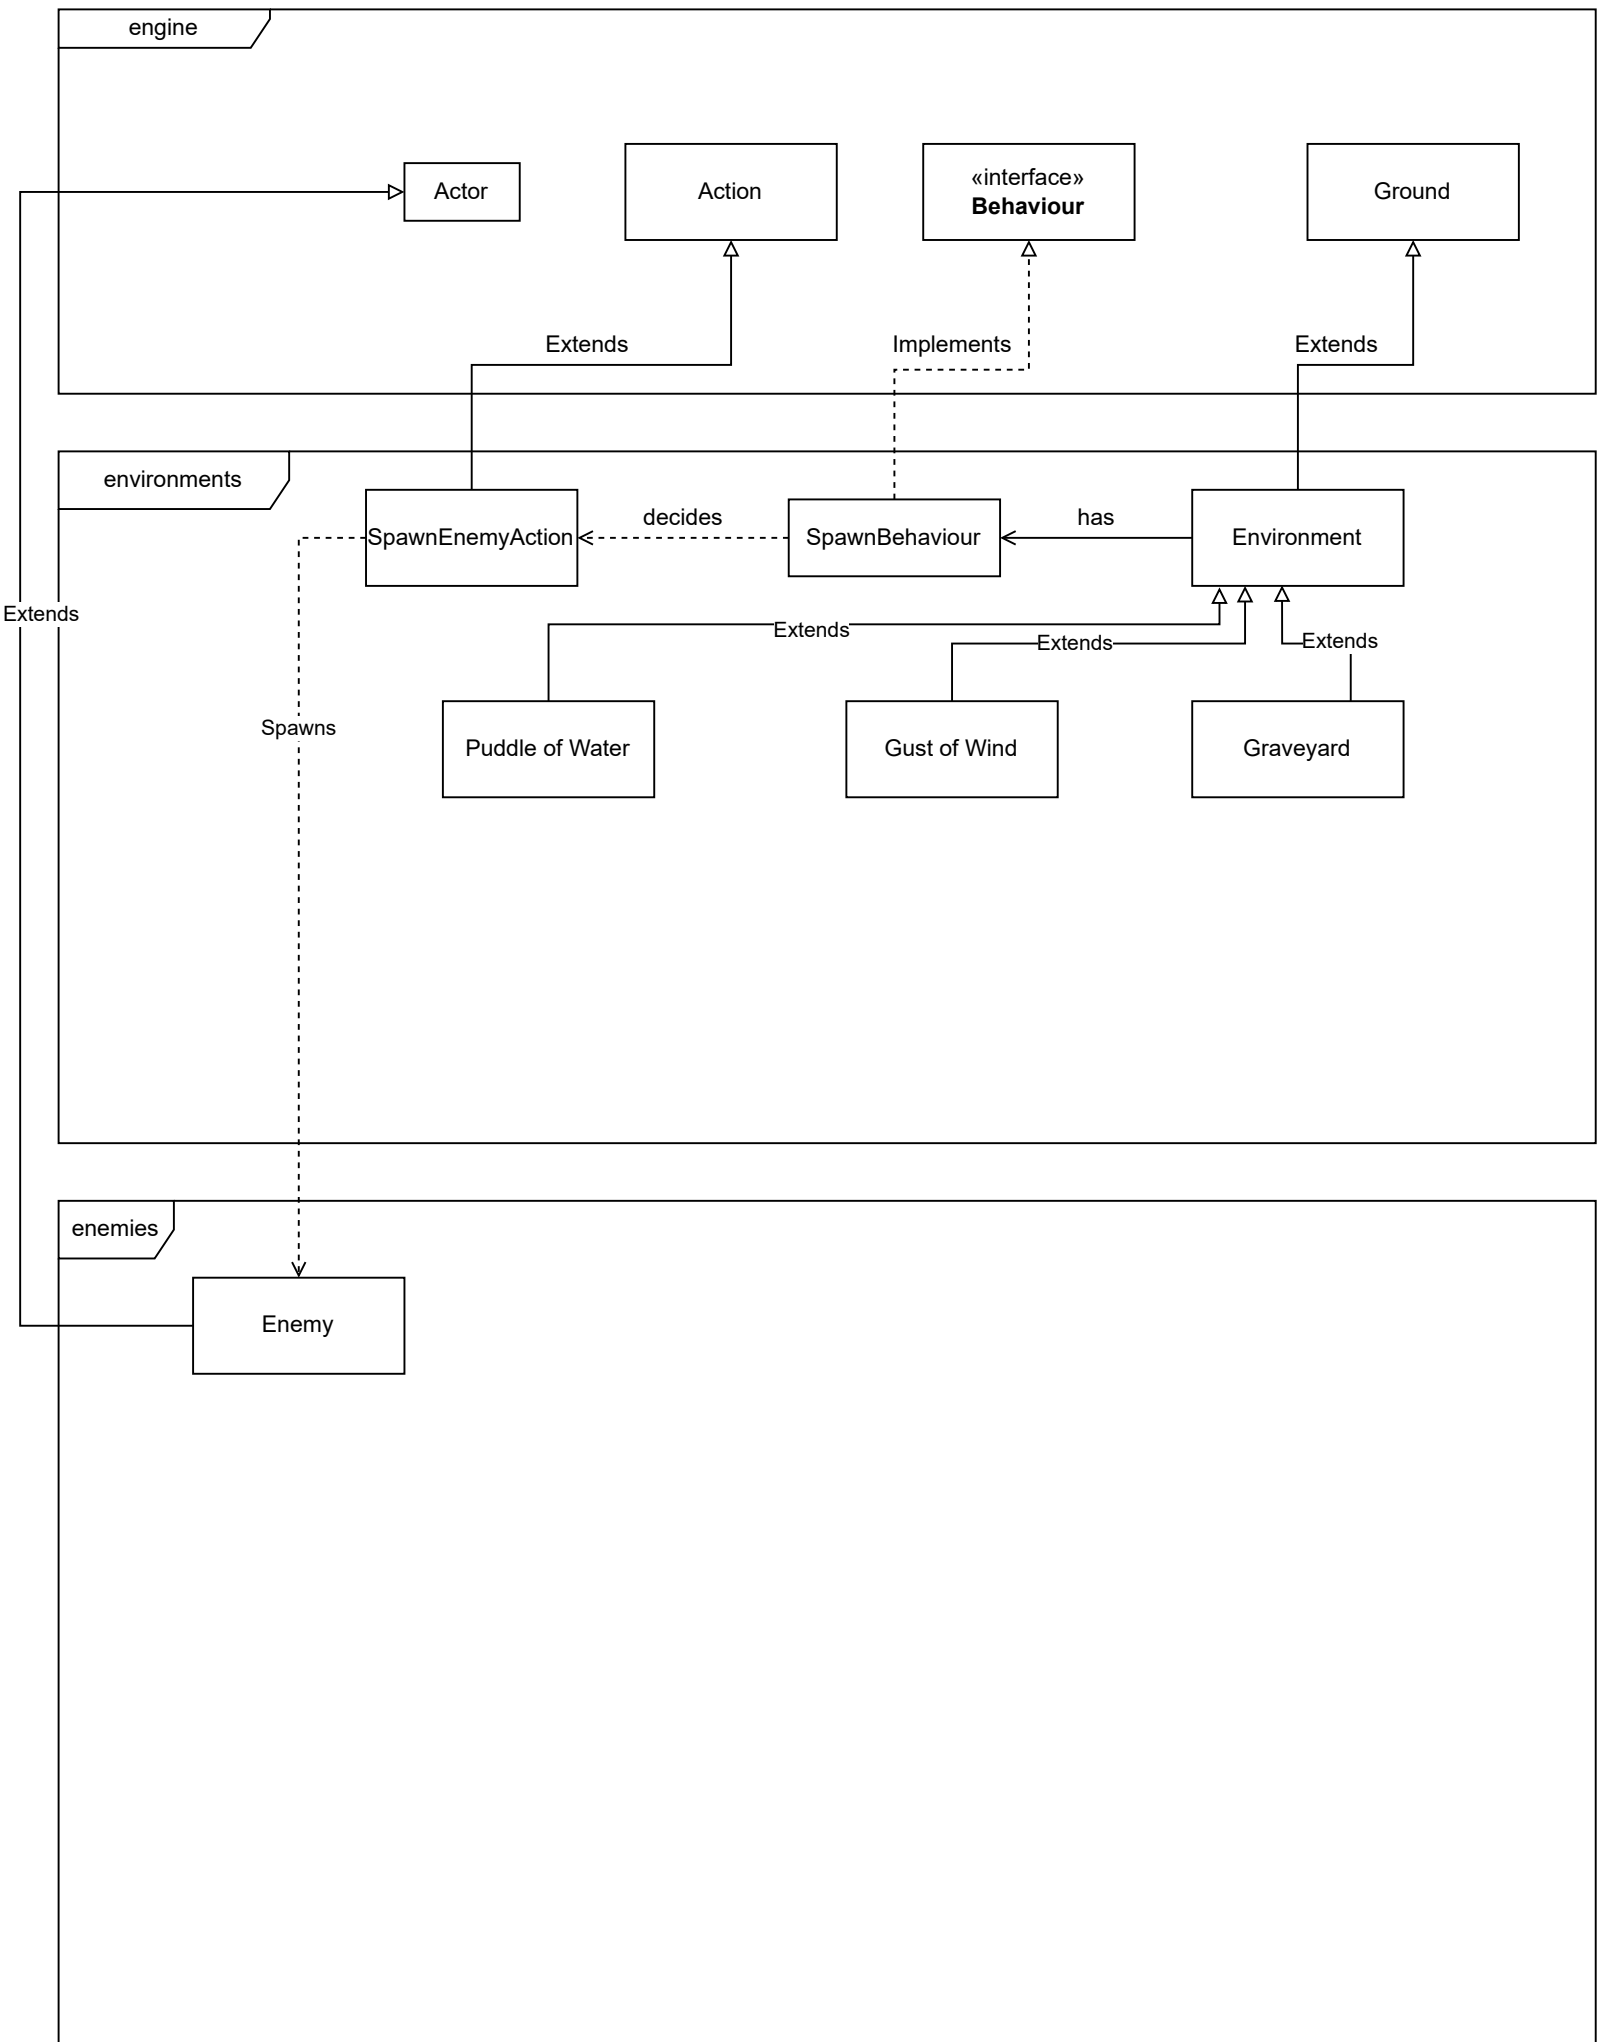 engine
Actor
Action
«interface»
Behaviour
Ground
Extends
Implements
Extends
environments
SpawnEnemyAction
decides
SpawnBehaviour
has
Environment
Extends
Extends
Extends
Extends
Spawns
Puddle of Water
Gust of Wind
Graveyard
enemies
Enemy